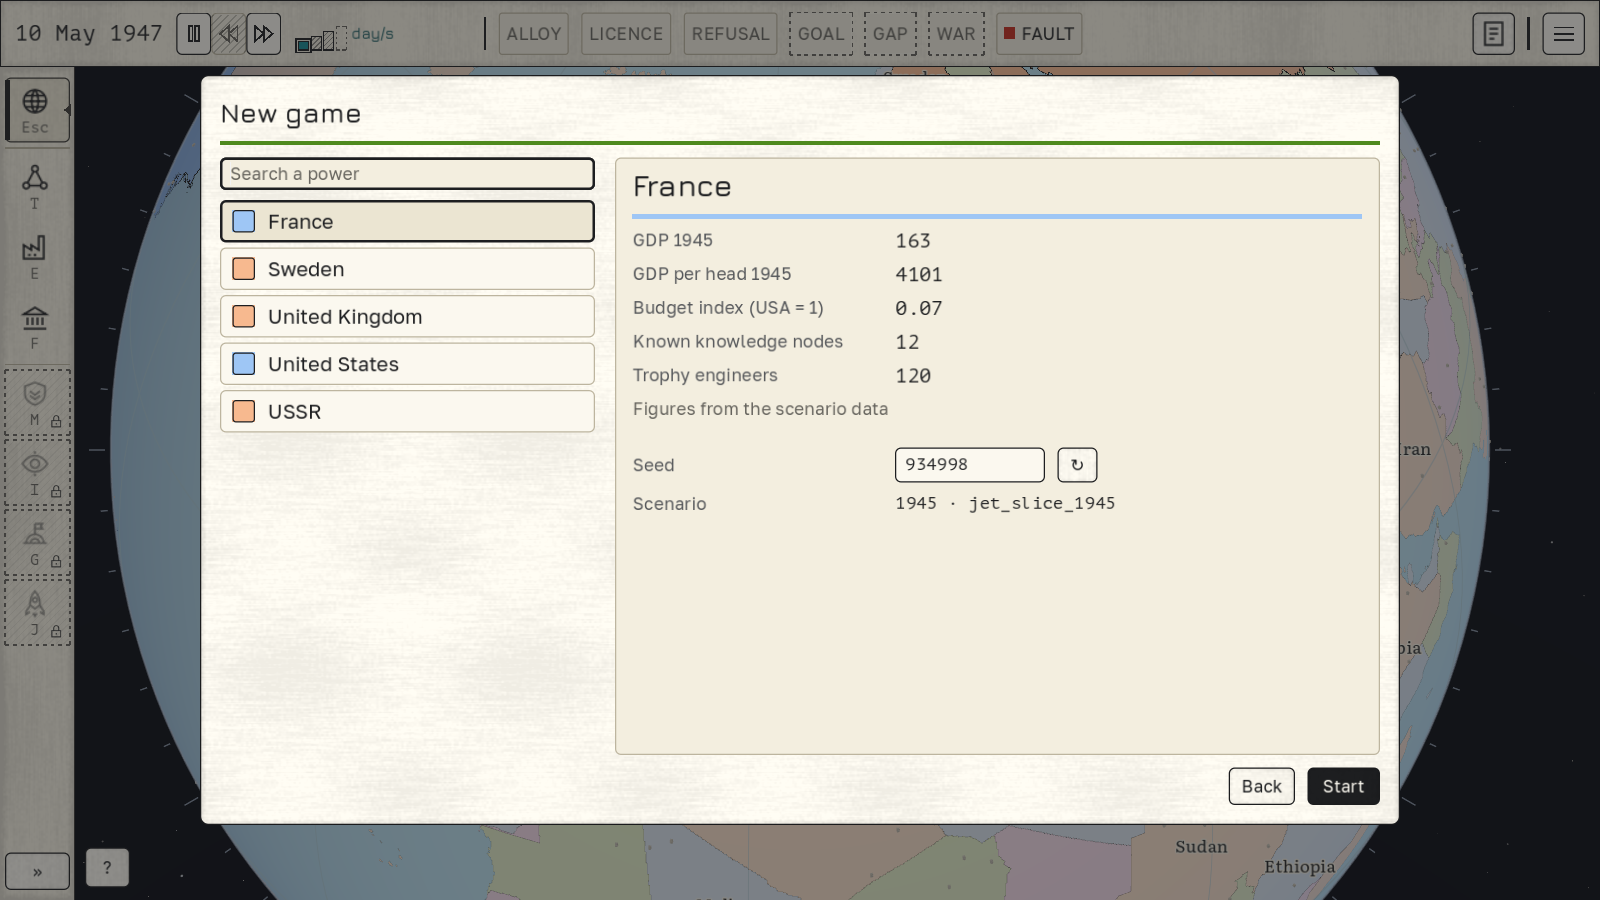 10 May 1947
day/s
ALLOY
LICENCE
REFUSAL
GOAL
GAP
WAR
FAULT
Esc
T
E
F
M
I
G
J
»
?
New game
Search a power
France
Sweden
United Kingdom
United States
USSR
France
GDP 1945 163
GDP per head 1945 4101
Budget index (USA = 1) 0.07
Known knowledge nodes 12
Trophy engineers 120
Figures from the scenario data
Seed 934998 ↻
Scenario 1945 · jet_slice_1945
Back
Start
Sudan
Ethiopia